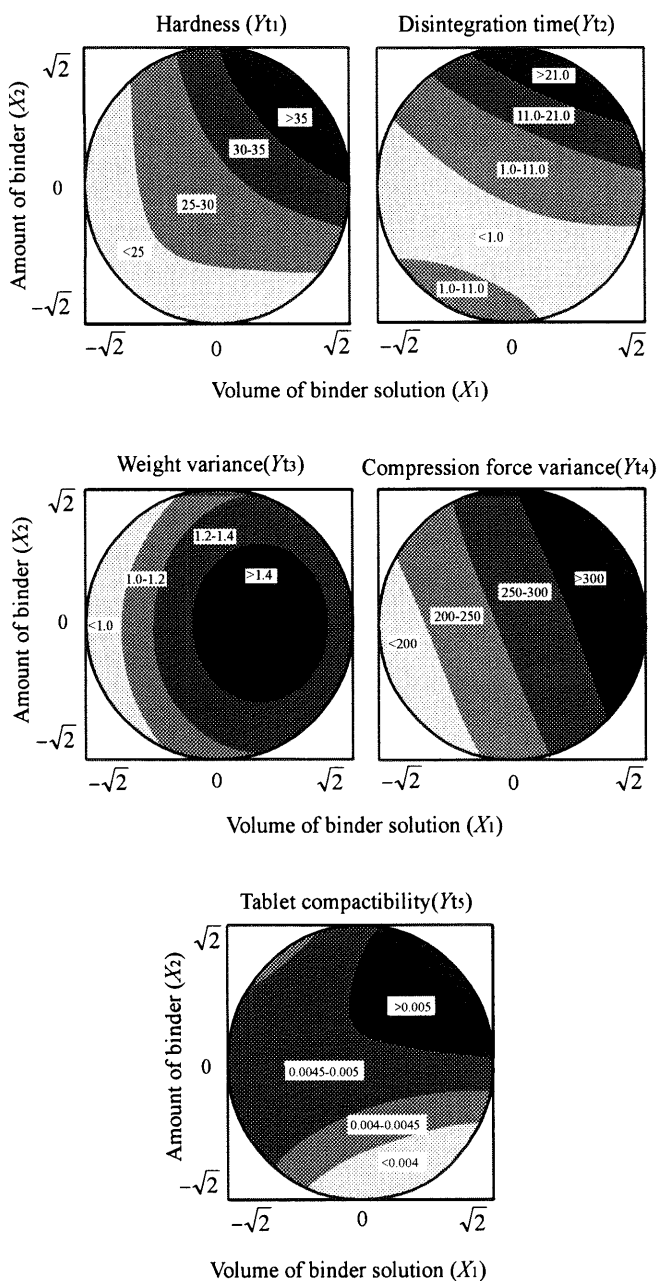 Hardness (Yt1)
Disintegration time(Yt2)
Amount of binder (X2)
√2
0
−√2
>35
30-35
25-30
<25
>21.0
11.0-21.0
1.0-11.0
<1.0
1.0-11.0
−√2 0 √2
−√2 0 √2
Volume of binder solution (X1)
Weight variance(Yt3)
Compression force variance(Yt4)
Amount of binder (X2)
√2
0
−√2
1.2-1.4
1.0-1.2
>1.4
<1.0
>300
250-300
200-250
<200
−√2 0 √2
−√2 0 √2
Volume of binder solution (X1)
Tablet compactibility(Yt5)
Amount of binder (X2)
√2
0
−√2
>0.005
0.0045-0.005
0.004-0.0045
<0.004
−√2 0 √2
Volume of binder solution (X1)